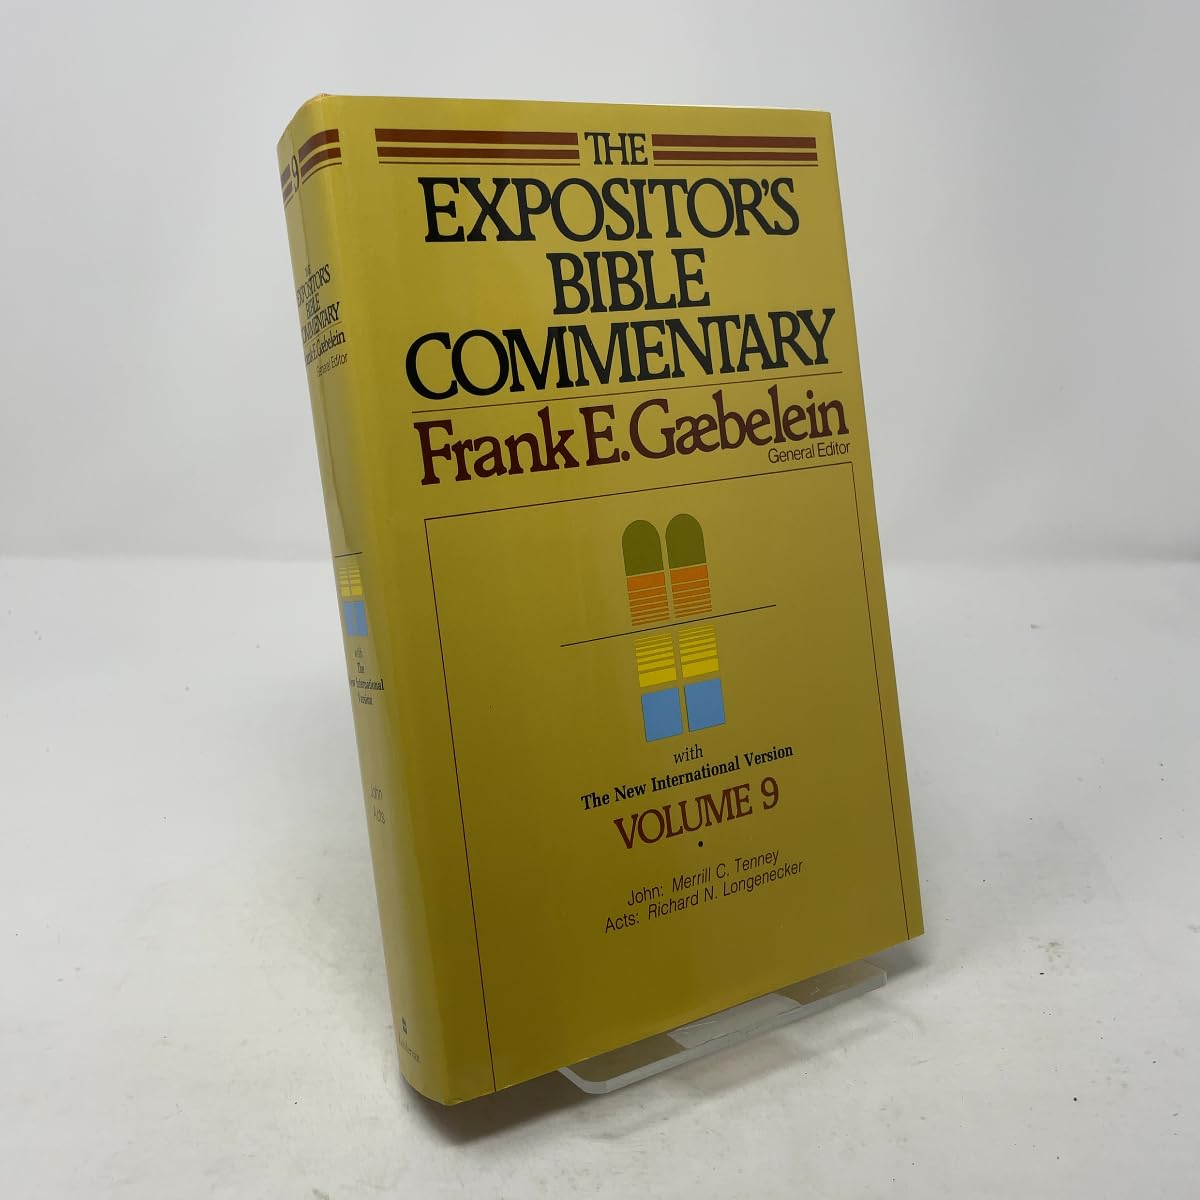 THE
EXPOSITOR'S
BIBLE
COMMENTARY
Frank E. Gæbelein
General Editor
with
The New International Version
VOLUME 9
•
John: Merrill C. Tenney
Acts: Richard N. Longenecker
9
THE
EXPOSITOR'S
BIBLE
COMMENTARY
Frank E. Gæbelein
General Editor
with
The
New International
Version
John
Acts